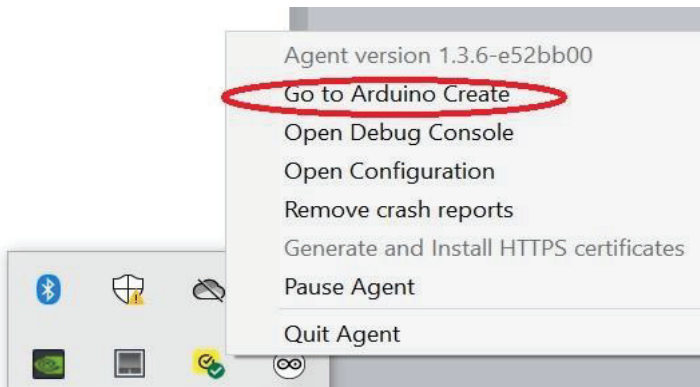 Agent version 1.3.6-e52bb00
Go to Arduino Create
Open Debug Console
Open Configuration
Remove crash reports
Generate and Install HTTPS certificates
Pause Agent
Quit Agent